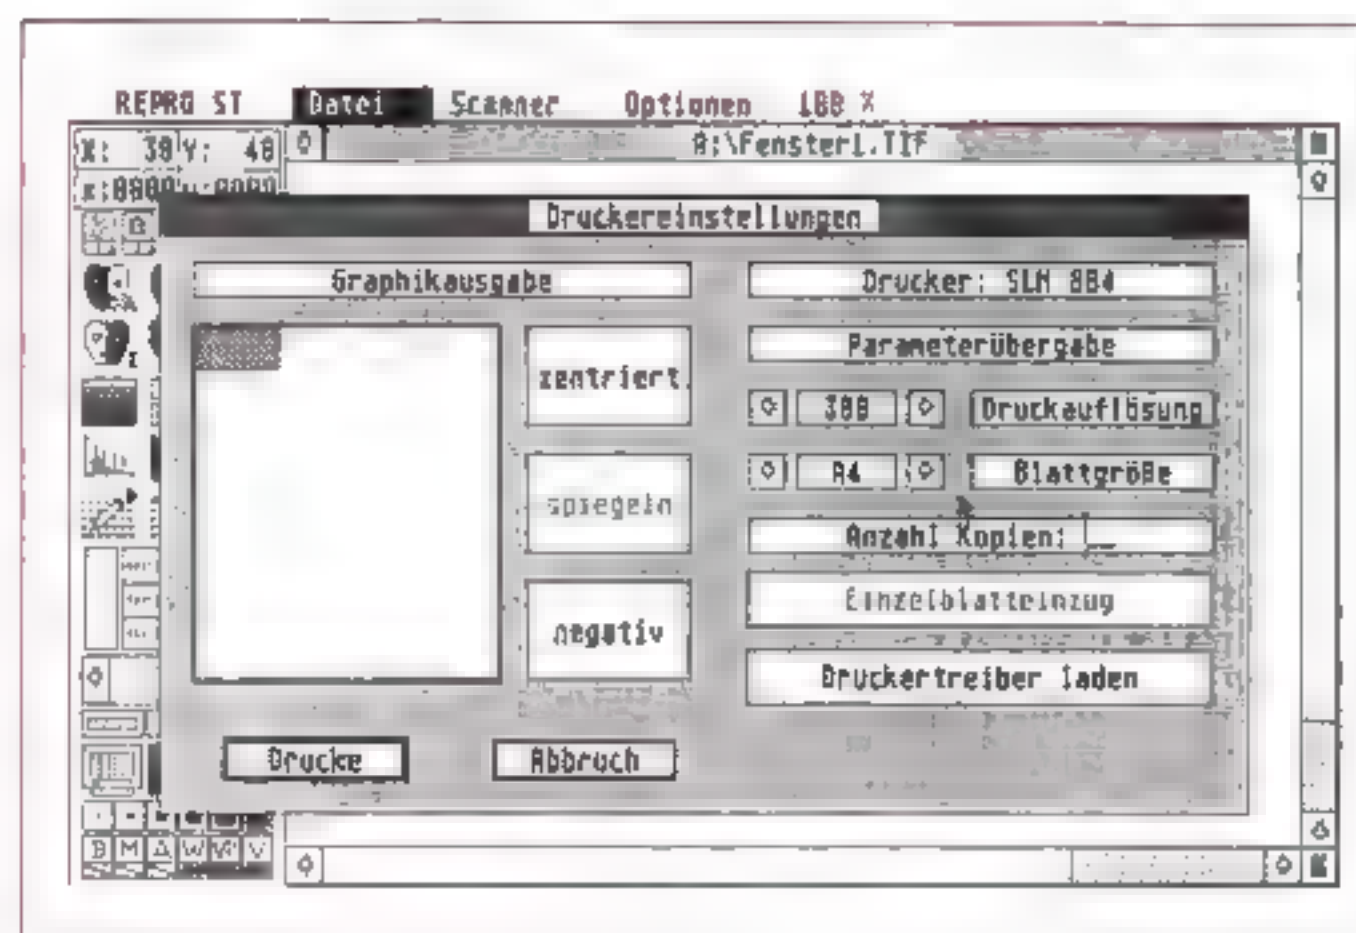 REPRO ST Datei Scanner Optionen 100 %
X: 38 Y: 48
A:\Fenster1.TIF
Druckereinstellungen
Graphikausgabe
Drucker: SLM 804
zentriert
Parameterübergabe
300 Druckauflösung
A4 Blattgröße
spiegeln
Anzahl Kopien:
Einzelblatteinzug
negativ
Druckertreiber laden
Drucke Abbruch
B M A W W V